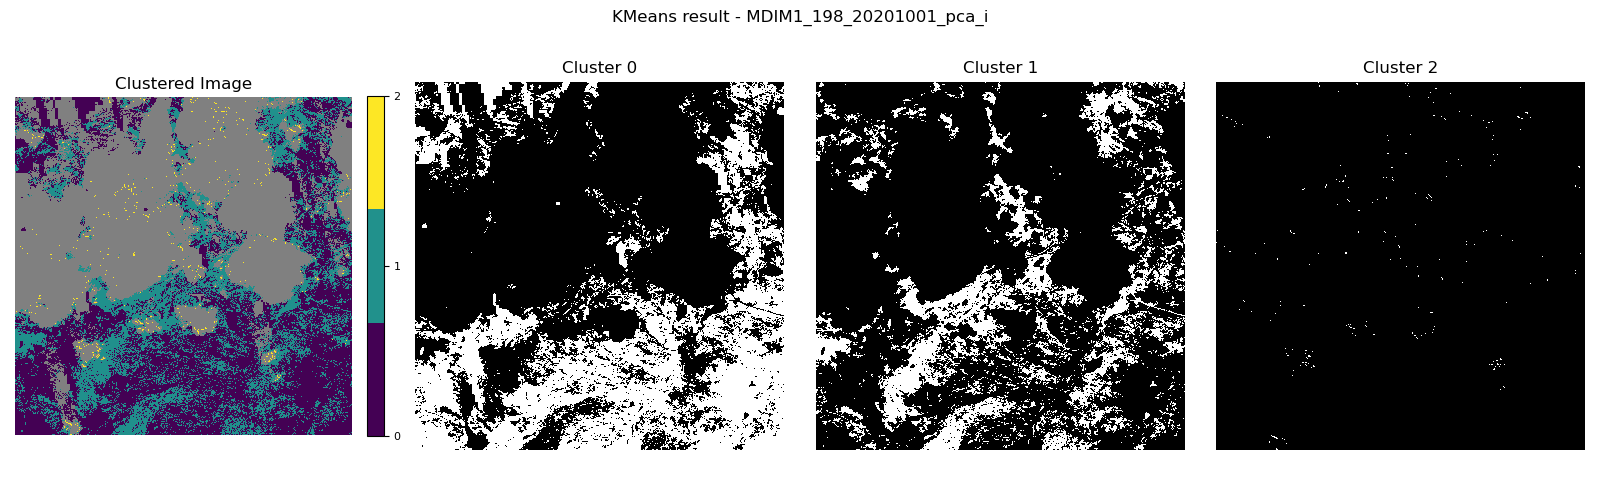 KMeans result - MDIM1_198_20201001_pca_i
Clustered Image
Cluster 0
Cluster 1
Cluster 2
2
1
0